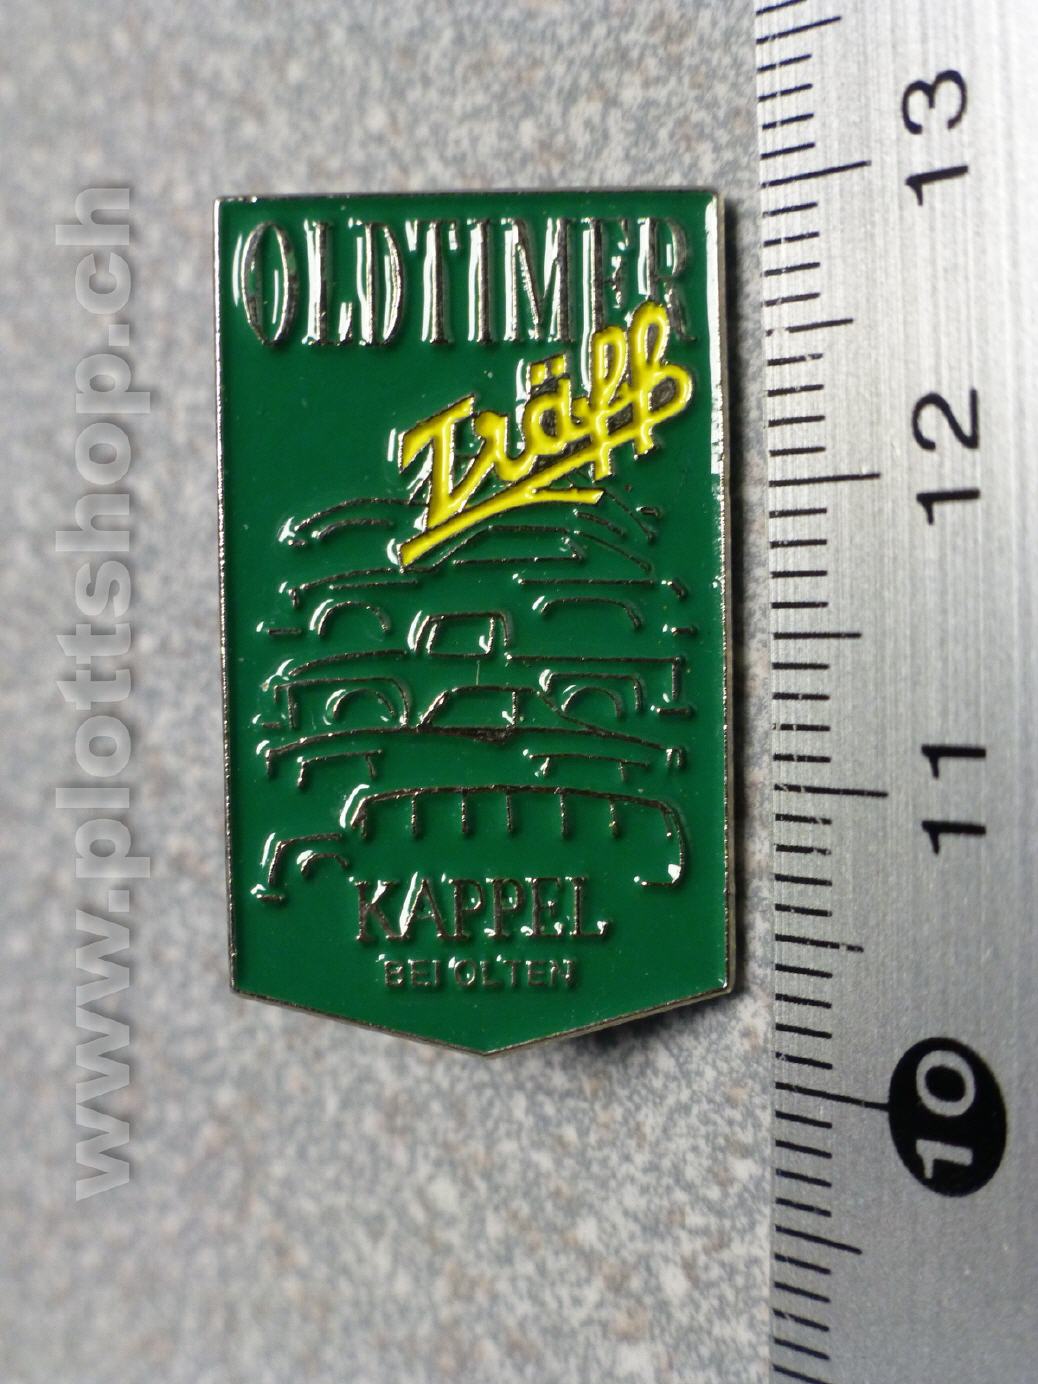 OLDTIMER
Träff
KAPPEL
BEI OLTEN
www.plottshop.ch
13
12
11
10